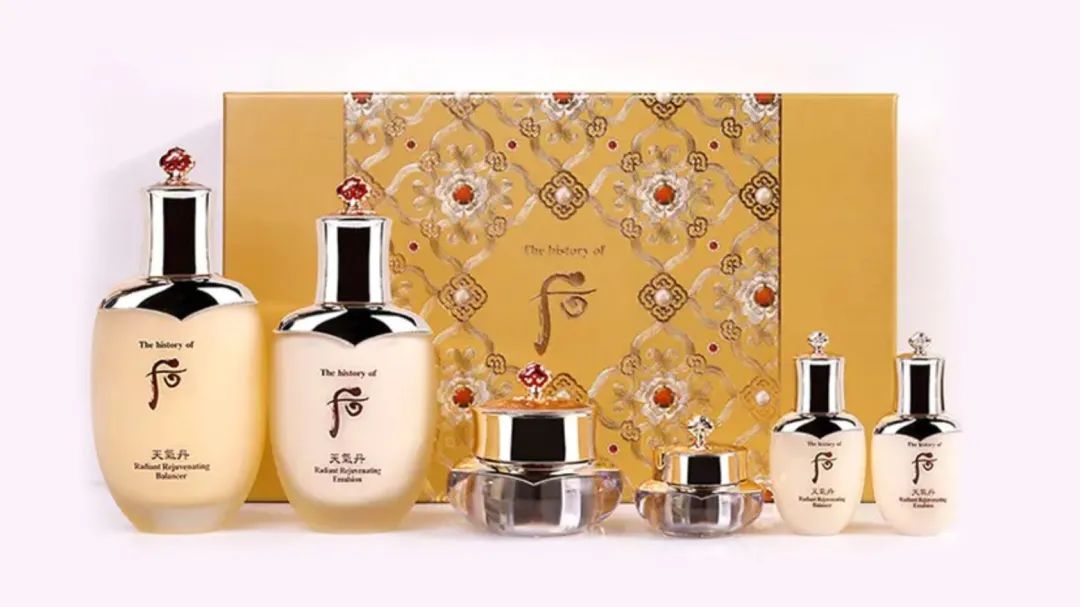 The history of
后
The history of
后
天氣丹
Radiant Rejuvenating
Balancer
The history of
后
天氣丹
Radiant Rejuvenating
Emulsion
The history of
后
天氣丹
Radiant Rejuvenating
Balancer
The history of
后
天氣丹
Radiant Rejuvenating
Emulsion